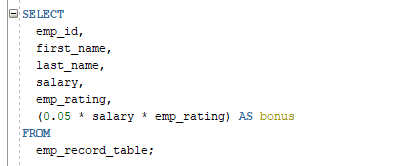 SELECT
emp_id,
first_name,
last_name,
salary,
emp_rating,
(0.05 * salary * emp_rating) AS bonus
FROM
emp_record_table;